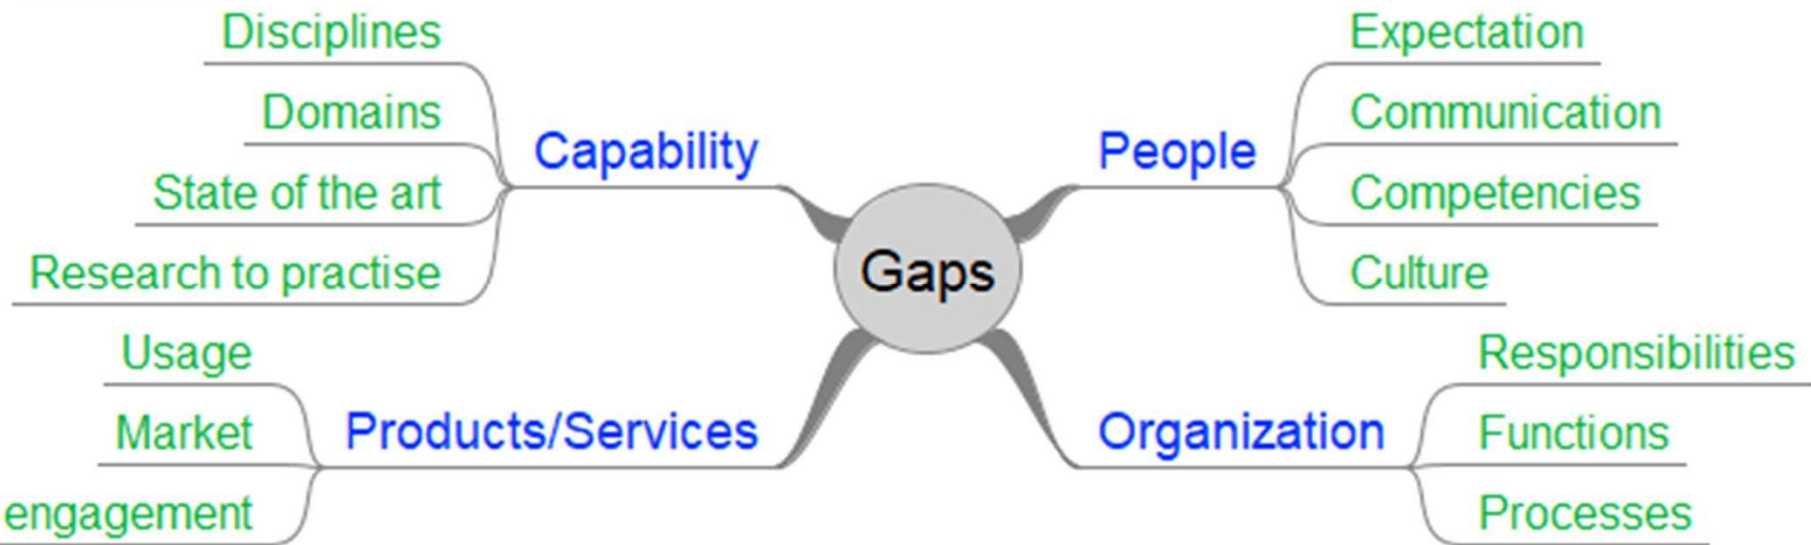 Disciplines
Domains
State of the art
Research to practise
Capability
Usage
Market
engagement
Products/Services
Gaps
People
Expectation
Communication
Competencies
Culture
Organization
Responsibilities
Functions
Processes